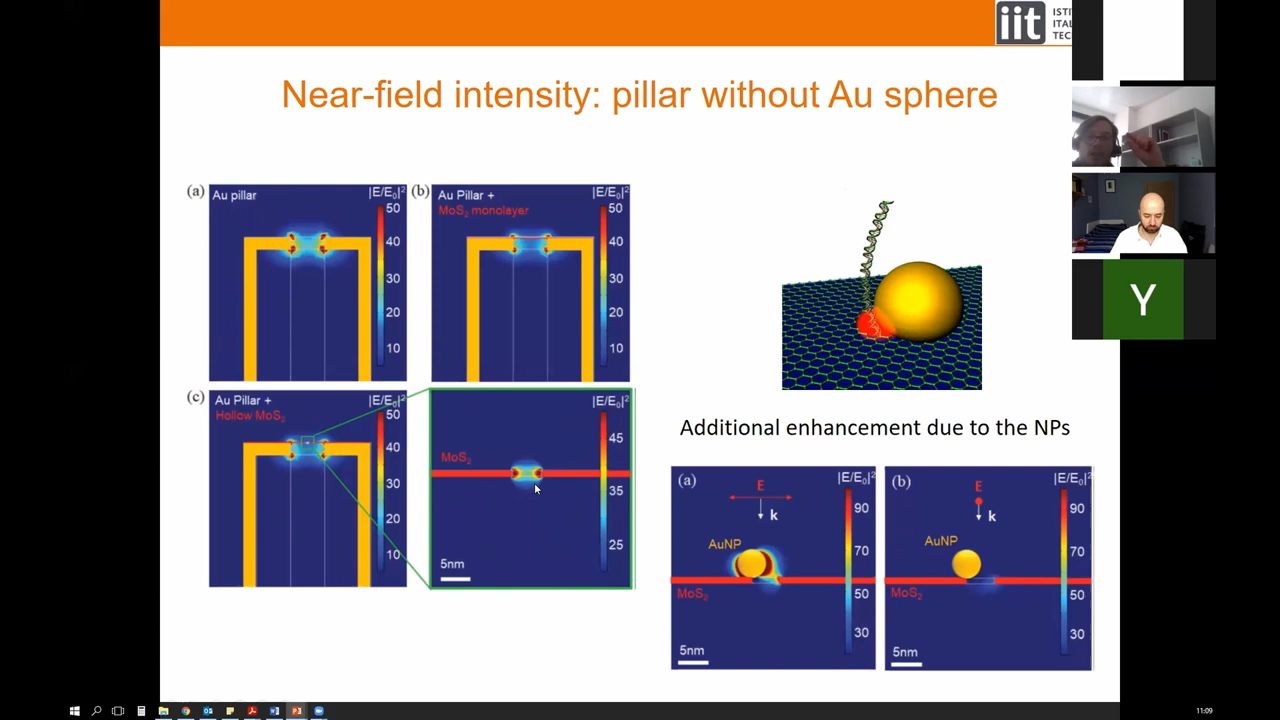 iit
ISTI
ITAL
TECN
Near-field intensity: pillar without Au sphere
(a)
Au pillar
|E/E₀|²
50
40
30
20
10
(b)
Au Pillar +
MoS₂ monolayer
|E/E₀|²
50
40
30
20
10
(c)
Au Pillar +
Hollow MoS₂
|E/E₀|²
50
40
30
20
10
|E/E₀|²
MoS₂
45
35
25
5nm
Additional enhancement due to the NPs
(a)
E
k
AuNP
MoS₂
5nm
|E/E₀|²
90
70
50
30
(b)
E
k
AuNP
MoS₂
5nm
|E/E₀|²
90
70
50
30
Y
11:09